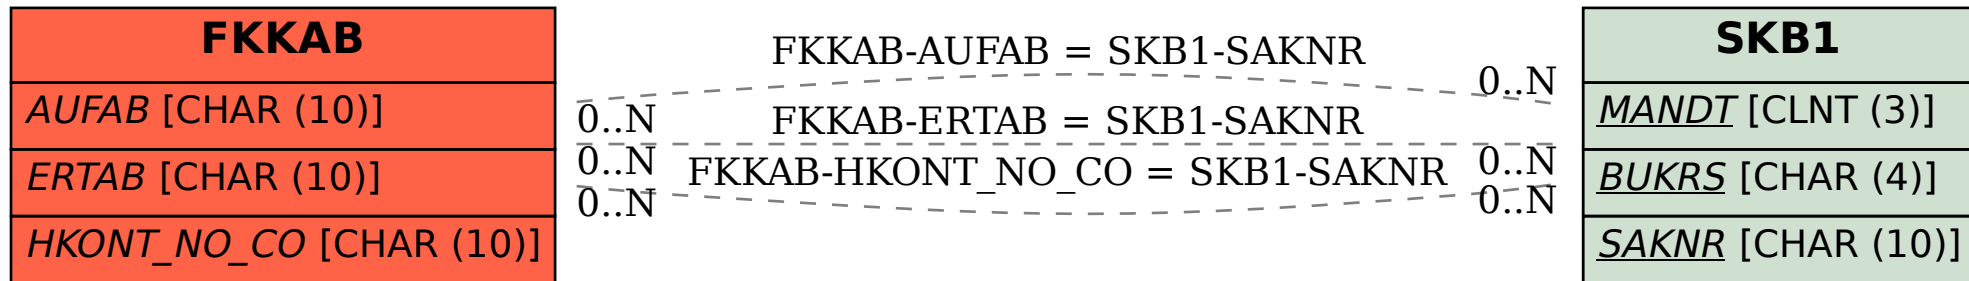 FKKAB
AUFAB [CHAR (10)]
ERTAB [CHAR (10)]
HKONT_NO_CO [CHAR (10)]
FKKAB-AUFAB = SKB1-SAKNR
0..N
0..N
FKKAB-ERTAB = SKB1-SAKNR
0..N
0..N
FKKAB-HKONT_NO_CO = SKB1-SAKNR
0..N
0..N
SKB1
MANDT [CLNT (3)]
BUKRS [CHAR (4)]
SAKNR [CHAR (10)]